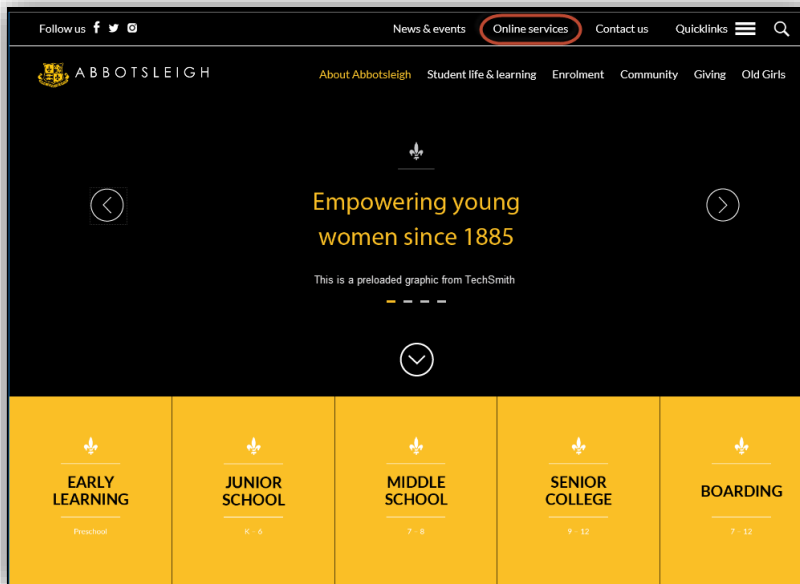 Follow us
News & events Online services Contact us Quicklinks
ABBOTSLEIGH
About Abbotsleigh Student life & learning Enrolment Community Giving Old Girls
Empowering young
women since 1885
This is a preloaded graphic from TechSmith
EARLY
LEARNING
Preschool
JUNIOR
SCHOOL
K - 6
MIDDLE
SCHOOL
7 - 8
SENIOR
COLLEGE
9 - 12
BOARDING
7 - 12